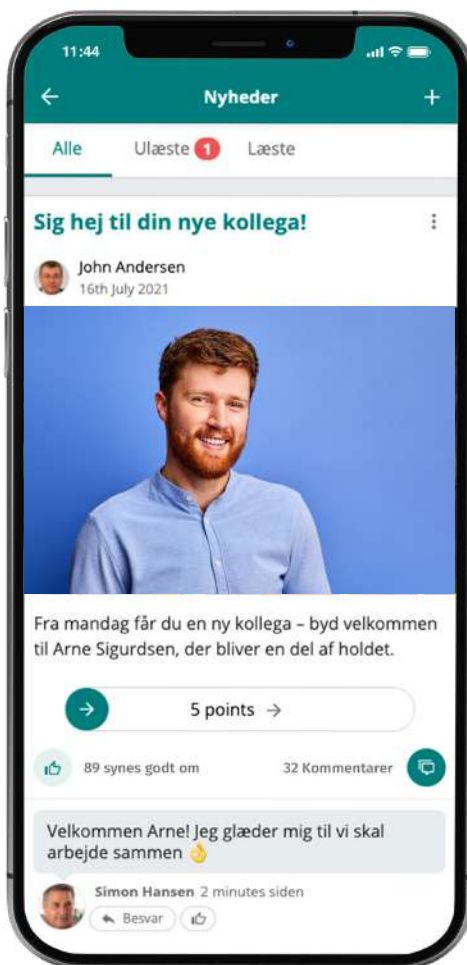 11:44
Nyheder
Alle
Ulæste 1
Læste
Sig hej til din nye kollega!
John Andersen
16th July 2021
Fra mandag får du en ny kollega – byd velkommen
til Arne Sigurdsen, der bliver en del af holdet.
5 points →
89 synes godt om
32 Kommentarer
Velkommen Arne! Jeg glæder mig til vi skal
arbejde sammen 👌
Simon Hansen 2 minutes siden
Besvar